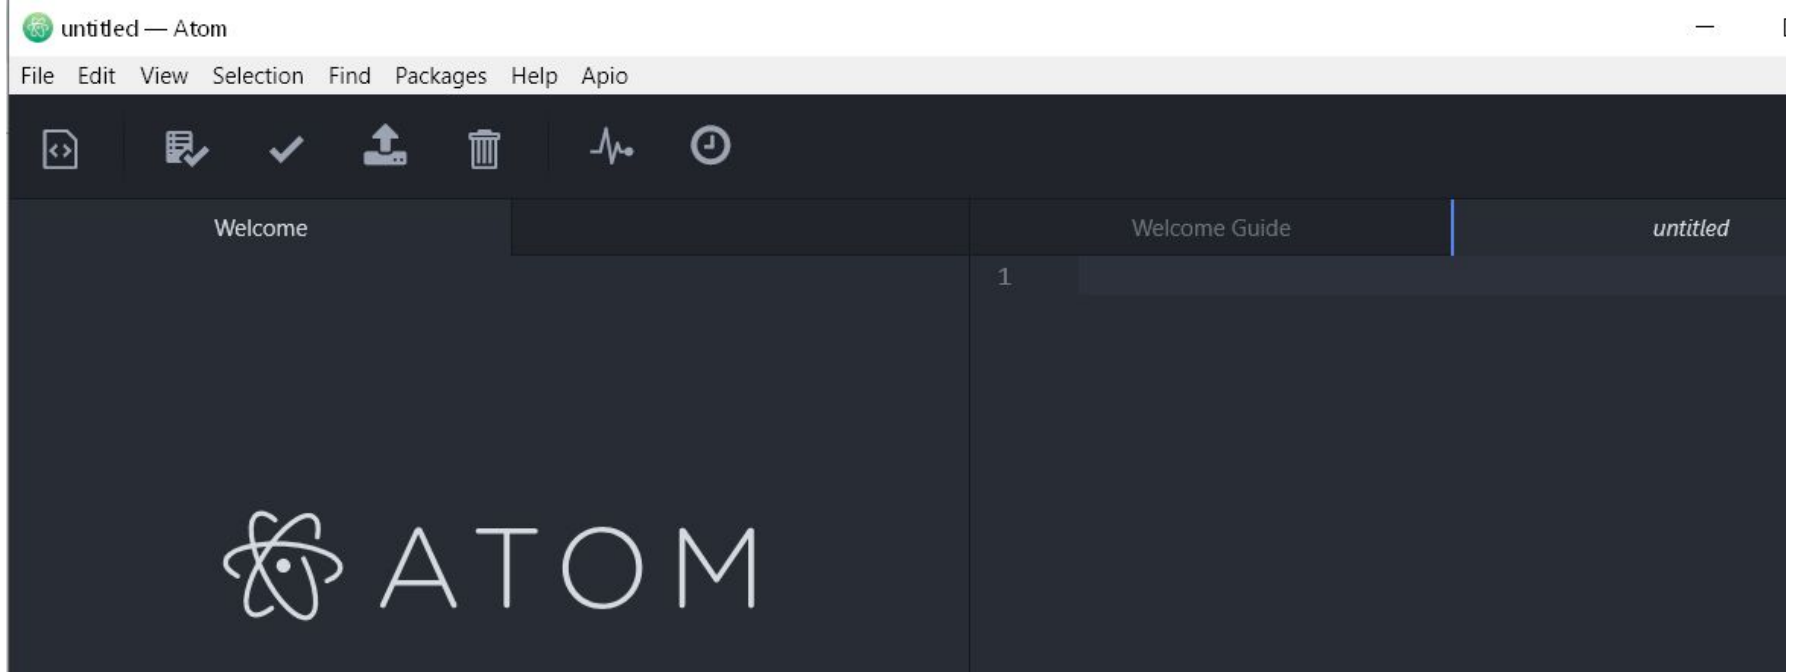 untitled — Atom
File Edit View Selection Find Packages Help Apio
Welcome
Welcome Guide
untitled
1
ATOM